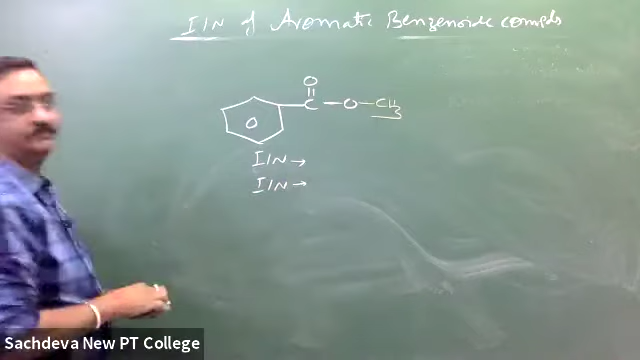 IIN of Aromatic Benzenoide compds
O
C — O — CH3
IIN →
IIN →
Sachdeva New PT College